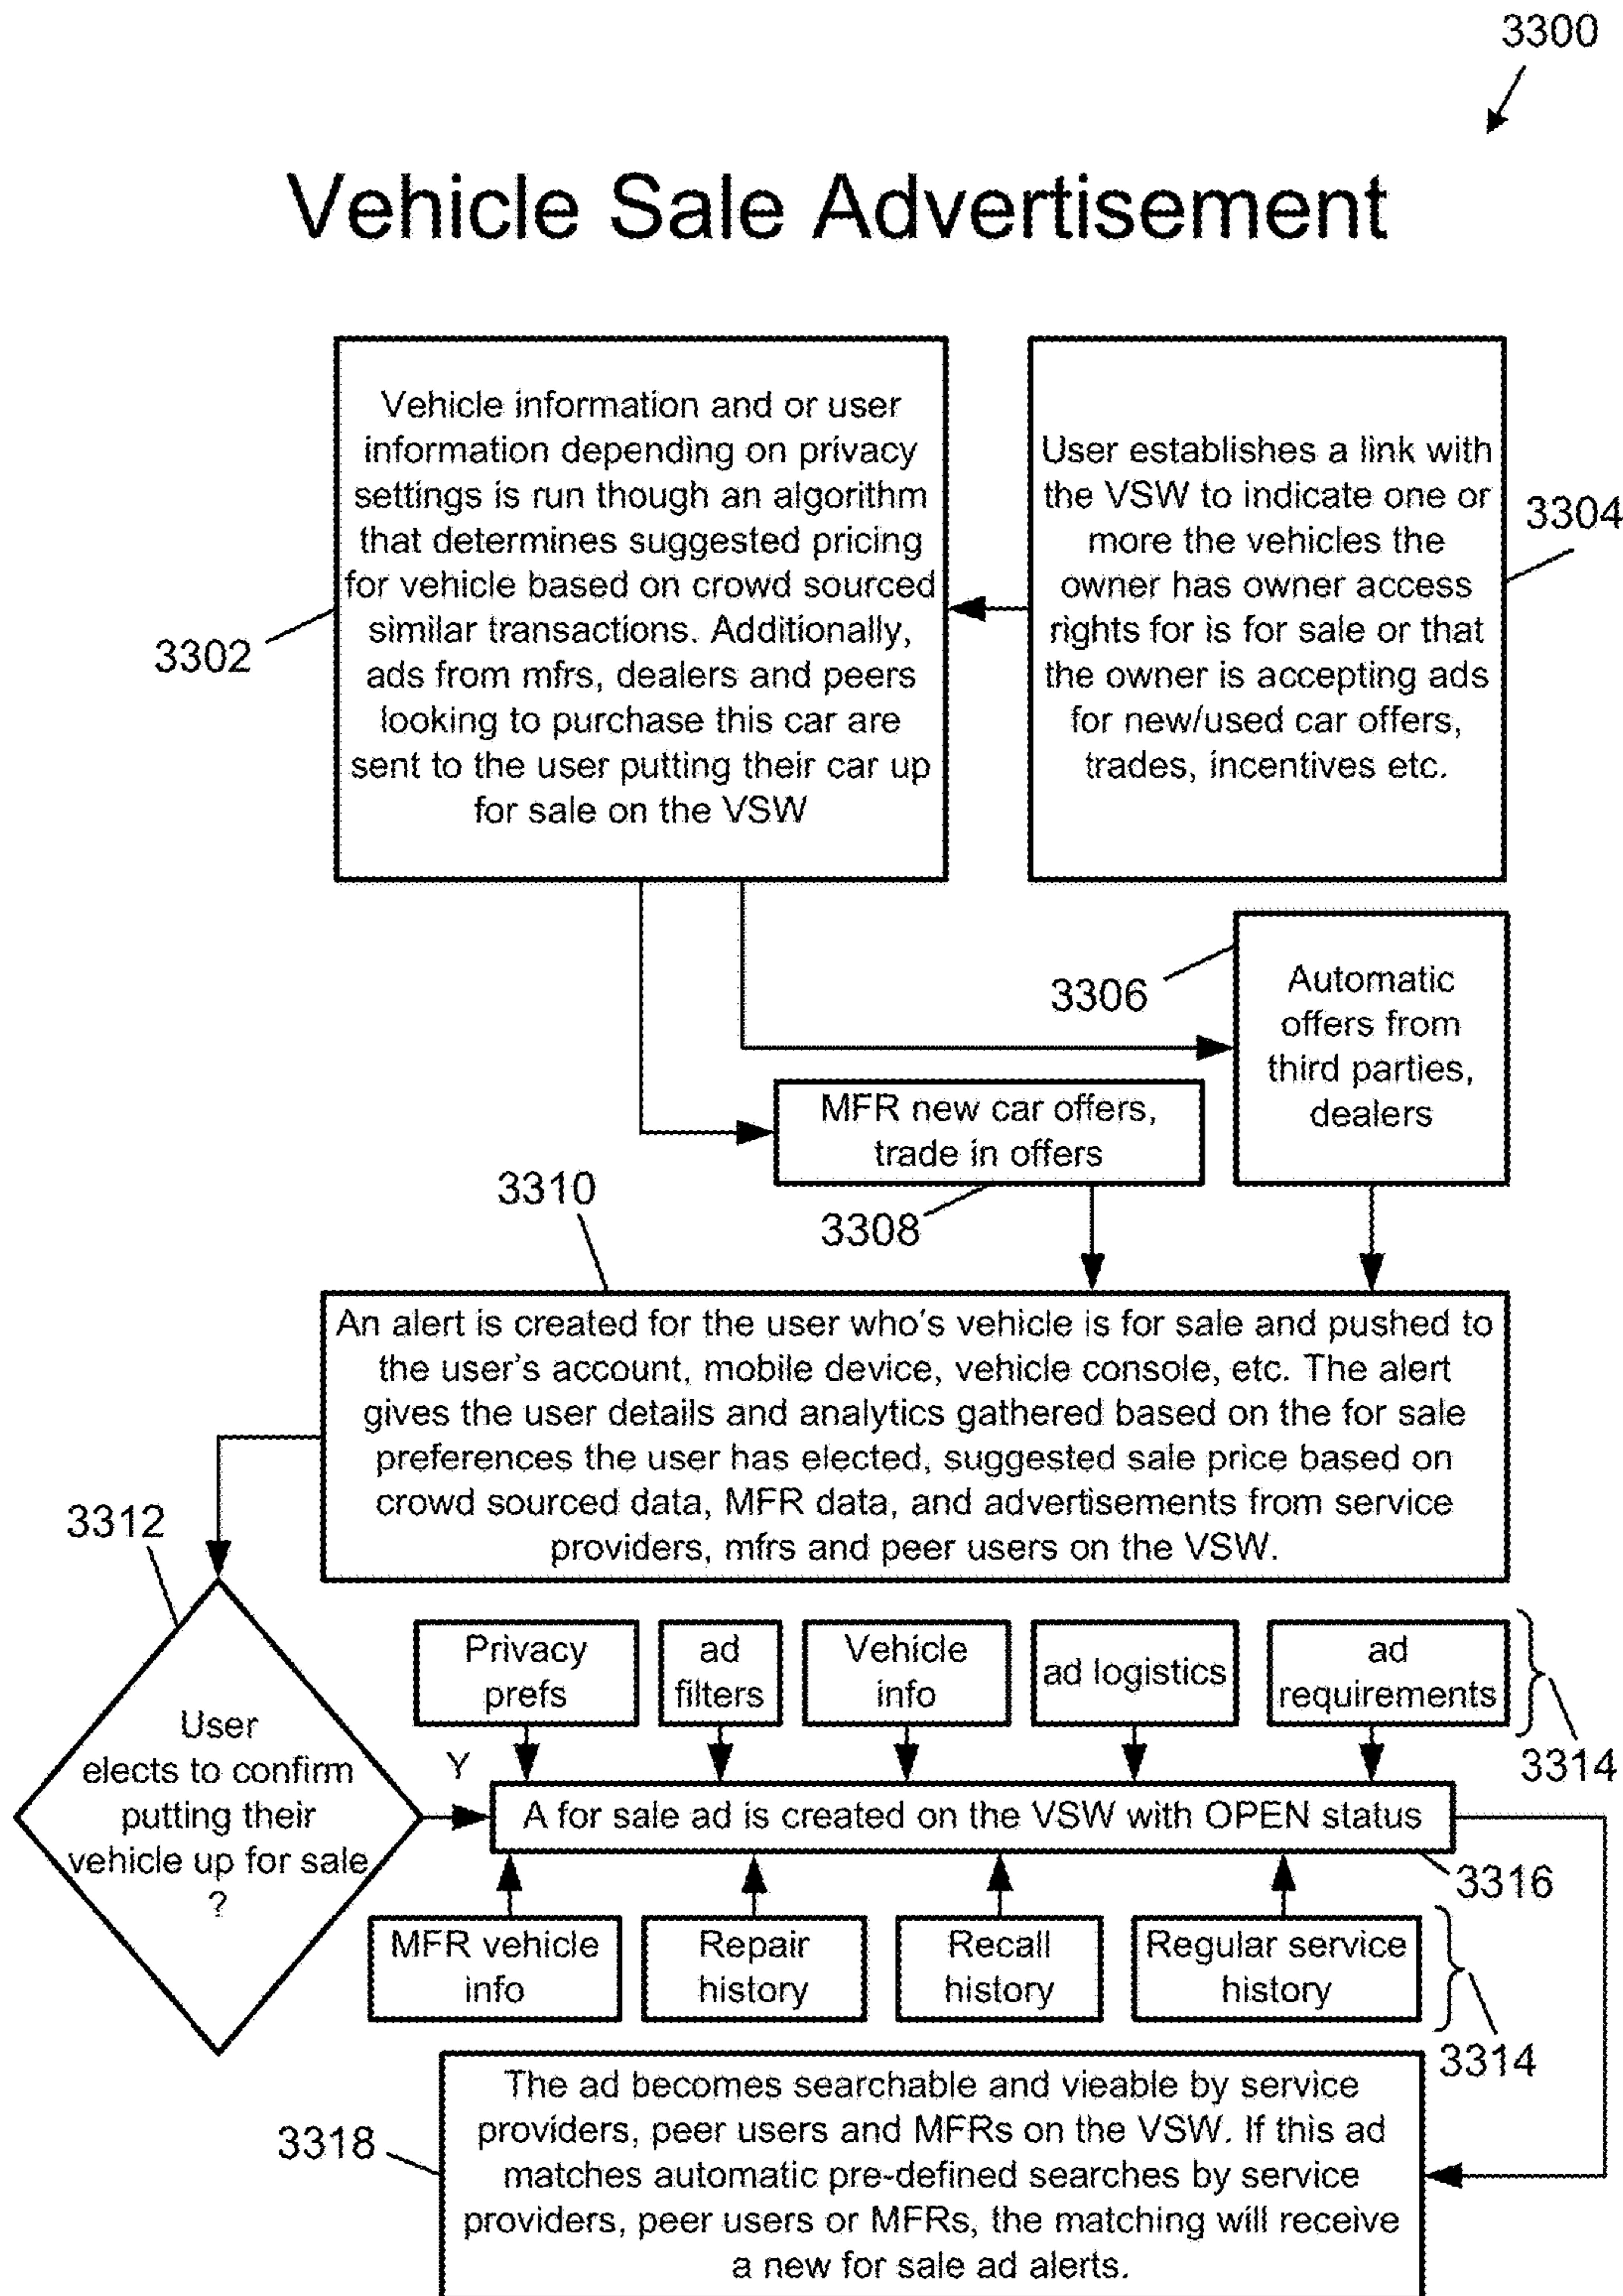 3300
Vehicle Sale Advertisement
Vehicle information and or user
information depending on privacy
settings is run though an algorithm
that determines suggested pricing
for vehicle based on crowd sourced
similar transactions. Additionally,
ads from mfrs, dealers and peers
looking to purchase this car are
sent to the user putting their car up
for sale on the VSW
3302
User establishes a link with
the VSW to indicate one or
more the vehicles the
owner has owner access
rights for is for sale or that
the owner is accepting ads
for new/used car offers,
trades, incentives etc.
3304
3306
Automatic
offers from
third parties,
dealers
MFR new car offers,
trade in offers
3308
3310
An alert is created for the user who's vehicle is for sale and pushed to
the user's account, mobile device, vehicle console, etc. The alert
gives the user details and analytics gathered based on the for sale
preferences the user has elected, suggested sale price based on
crowd sourced data, MFR data, and advertisements from service
providers, mfrs and peer users on the VSW.
3312
User
elects to confirm
putting their
vehicle up for sale
?
Y
Privacy
prefs
ad
filters
Vehicle
info
ad logistics
ad
requirements
3314
A for sale ad is created on the VSW with OPEN status
3316
MFR vehicle
info
Repair
history
Recall
history
Regular service
history
3314
The ad becomes searchable and vieable by service
providers, peer users and MFRs on the VSW. If this ad
matches automatic pre-defined searches by service
providers, peer users or MFRs, the matching will receive
a new for sale ad alerts.
3318